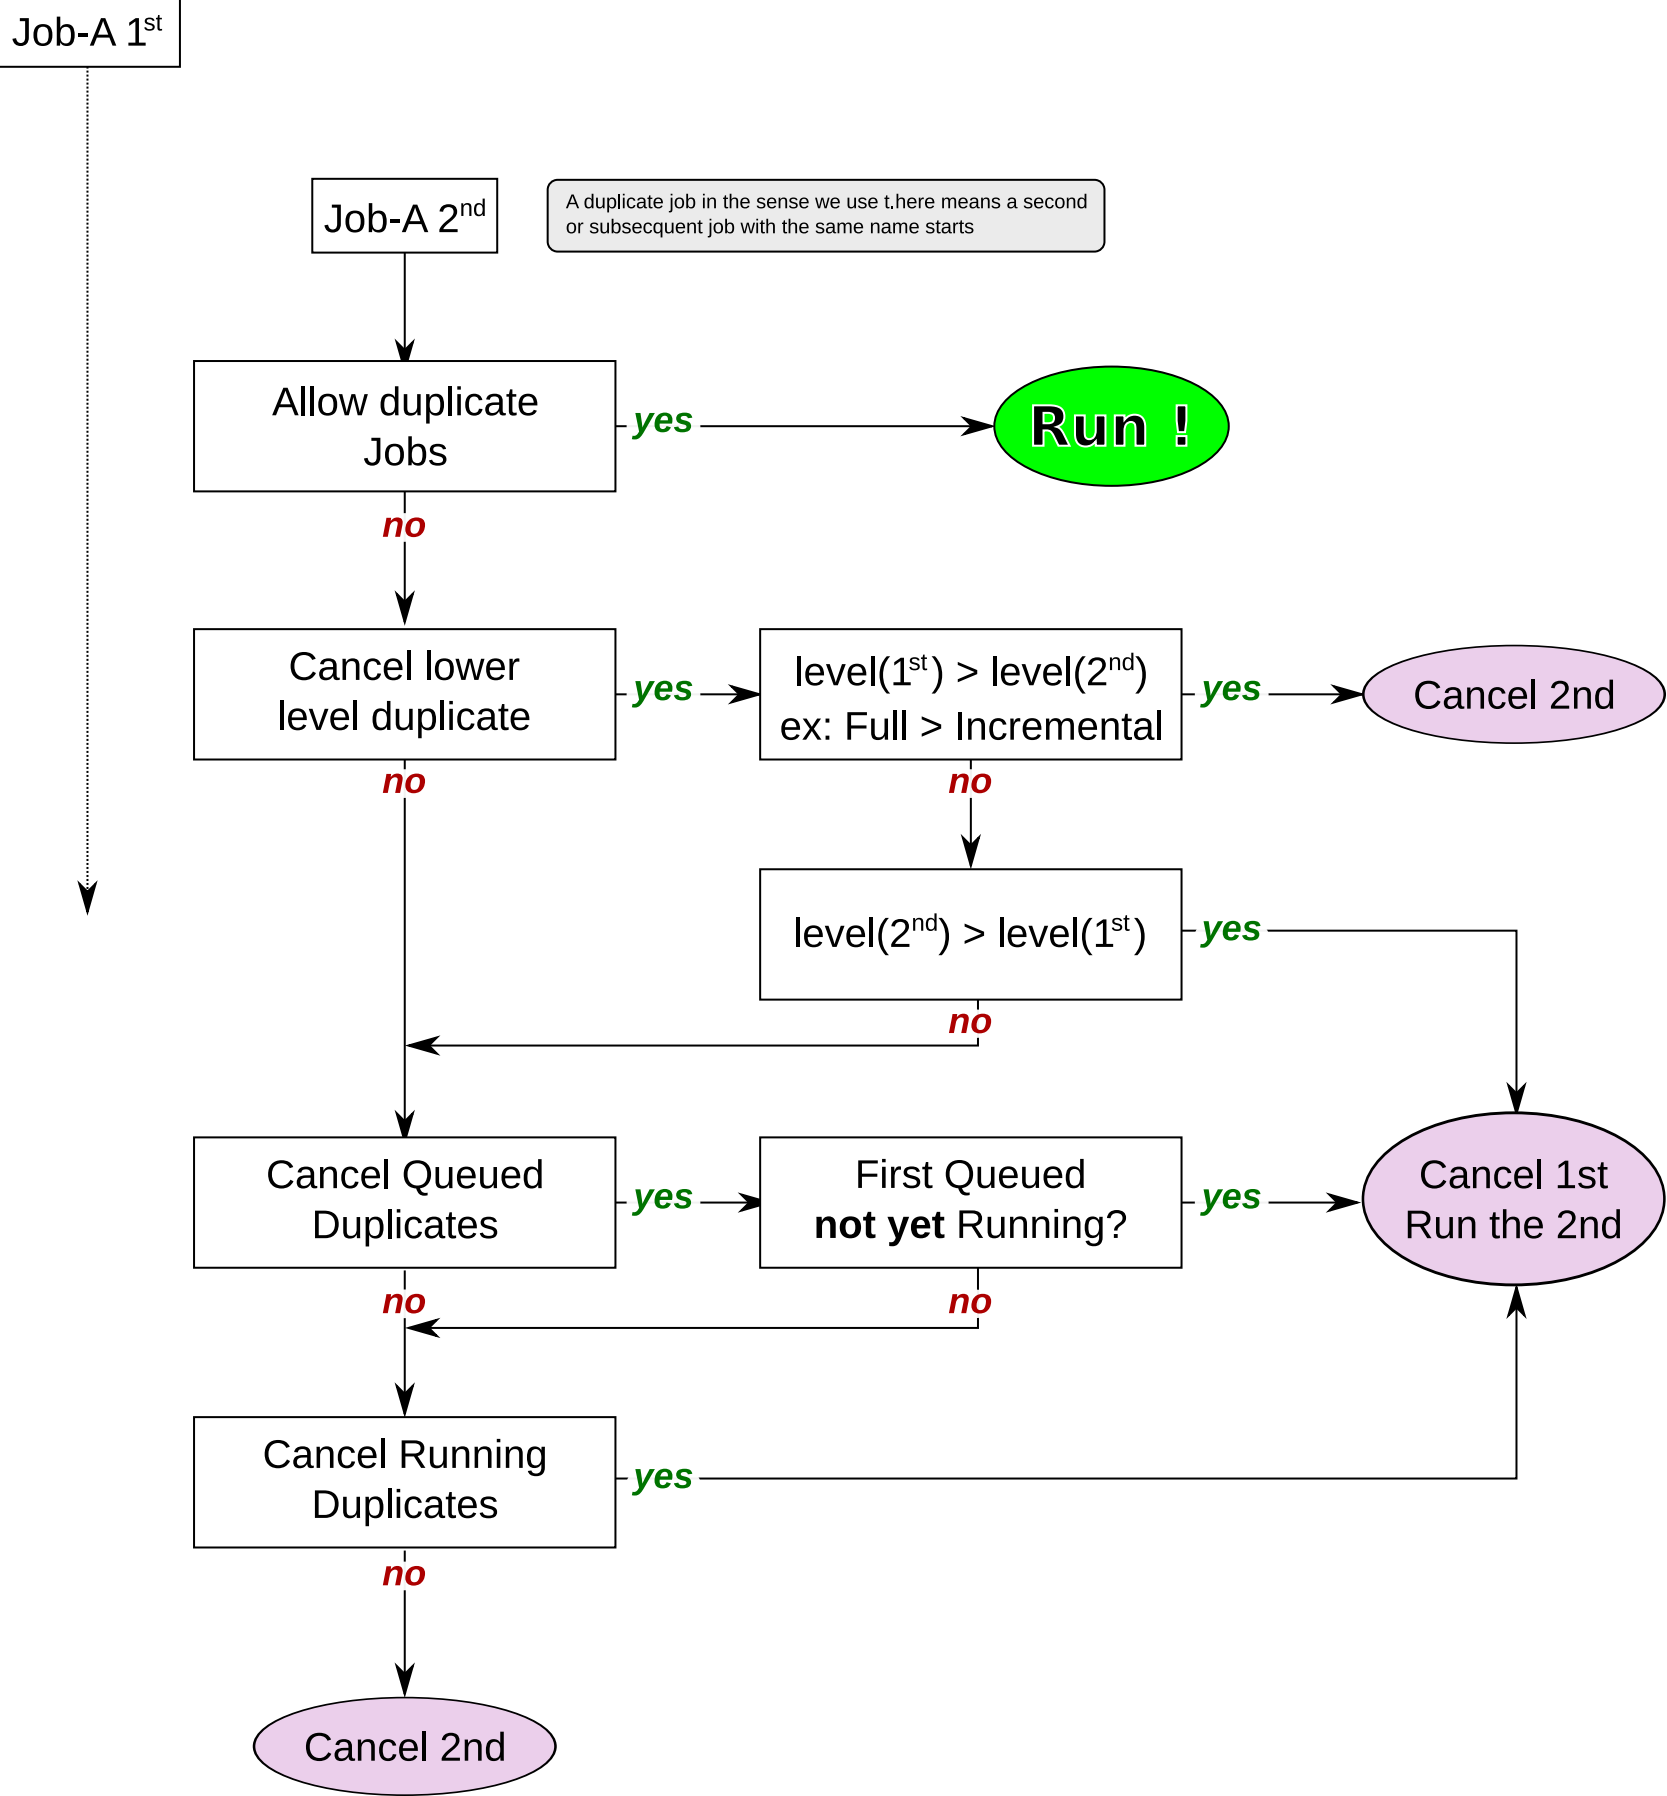 Job-A 1st
Job-A 2nd
A duplicate job in the sense we use t.here means a second
or subsecquent job with the same name starts
Allow duplicate
Jobs
yes
Run !
no
Cancel lower
level duplicate
yes
level(1st) > level(2nd)
ex: Full > Incremental
yes
Cancel 2nd
no
no
level(2nd) > level(1st)
yes
no
Cancel Queued
Duplicates
yes
First Queued
not yet Running?
yes
Cancel 1st
Run the 2nd
no
no
Cancel Running
Duplicates
yes
no
Cancel 2nd